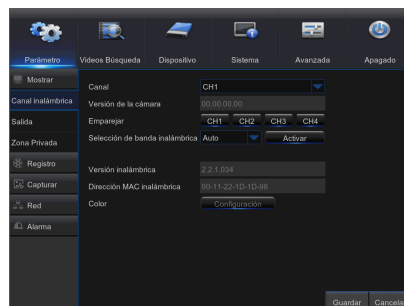 Parámetro Videos Búsqueda Dispositivo Sistema Avanzada Apagado
Mostrar
Canal inalámbrica
Salida
Zona Privada
Registro
Capturar
Red
Alarma
Canal CH1
Versión de la cámara 00.00.00.00
Emparejar CH1 CH2 CH3 CH4
Selección de banda inalámbrica Auto Activar
Versión inalámbrica 2.2.1.034
Dirección MAC inalámbrica 00-11-22-1D-1D-98
Color Configuración
Guardar Cancela